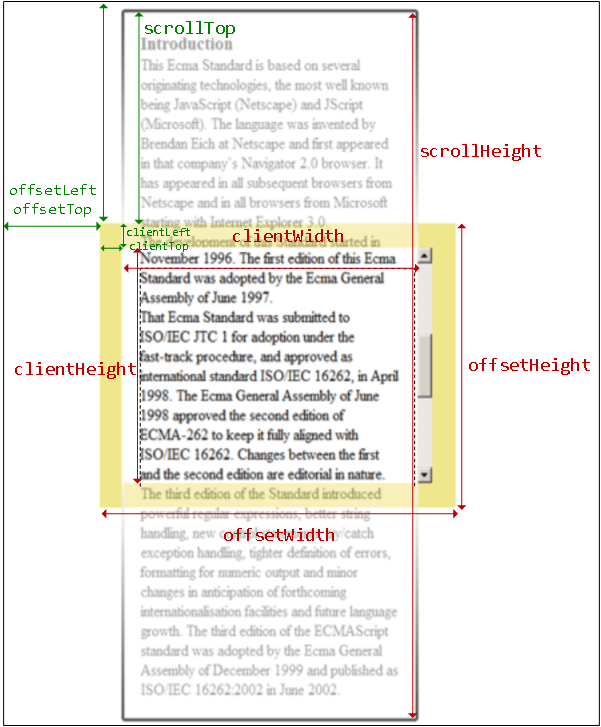 scrollTop
Introduction
This Ecma Standard is based on several
originating technologies, the most well known
being JavaScript (Netscape) and JScript
(Microsoft). The language was invented by
Brendan Eich at Netscape and first appeared
in that company's Navigator 2.0 browser. It
has appeared in all subsequent browsers from
Netscape and in all browsers from Microsoft
starting with Internet Explorer 3.0.
scrollHeight
offsetLeft
offsetTop
clientLeft
clientTop
clientWidth
The development of this Standard started in
November 1996. The first edition of this Ecma
Standard was adopted by the Ecma General
Assembly of June 1997.
That Ecma Standard was submitted to
ISO/IEC JTC 1 for adoption under the
fast-track procedure, and approved as
international standard ISO/IEC 16262, in April
1998. The Ecma General Assembly of June
1998 approved the second edition of
ECMA-262 to keep it fully aligned with
ISO/IEC 16262. Changes between the first
and the second edition are editorial in nature.
clientHeight
offsetHeight
The third edition of the Standard introduced
powerful regular expressions, better string
offsetWidth
handling, new try/catch
exception handling, tighter definition of errors,
formatting for numeric output and minor
changes in anticipation of forthcoming
internationalisation facilities and future language
growth. The third edition of the ECMAScript
standard was adopted by the Ecma General
Assembly of December 1999 and published as
ISO/IEC 16262:2002 in June 2002.